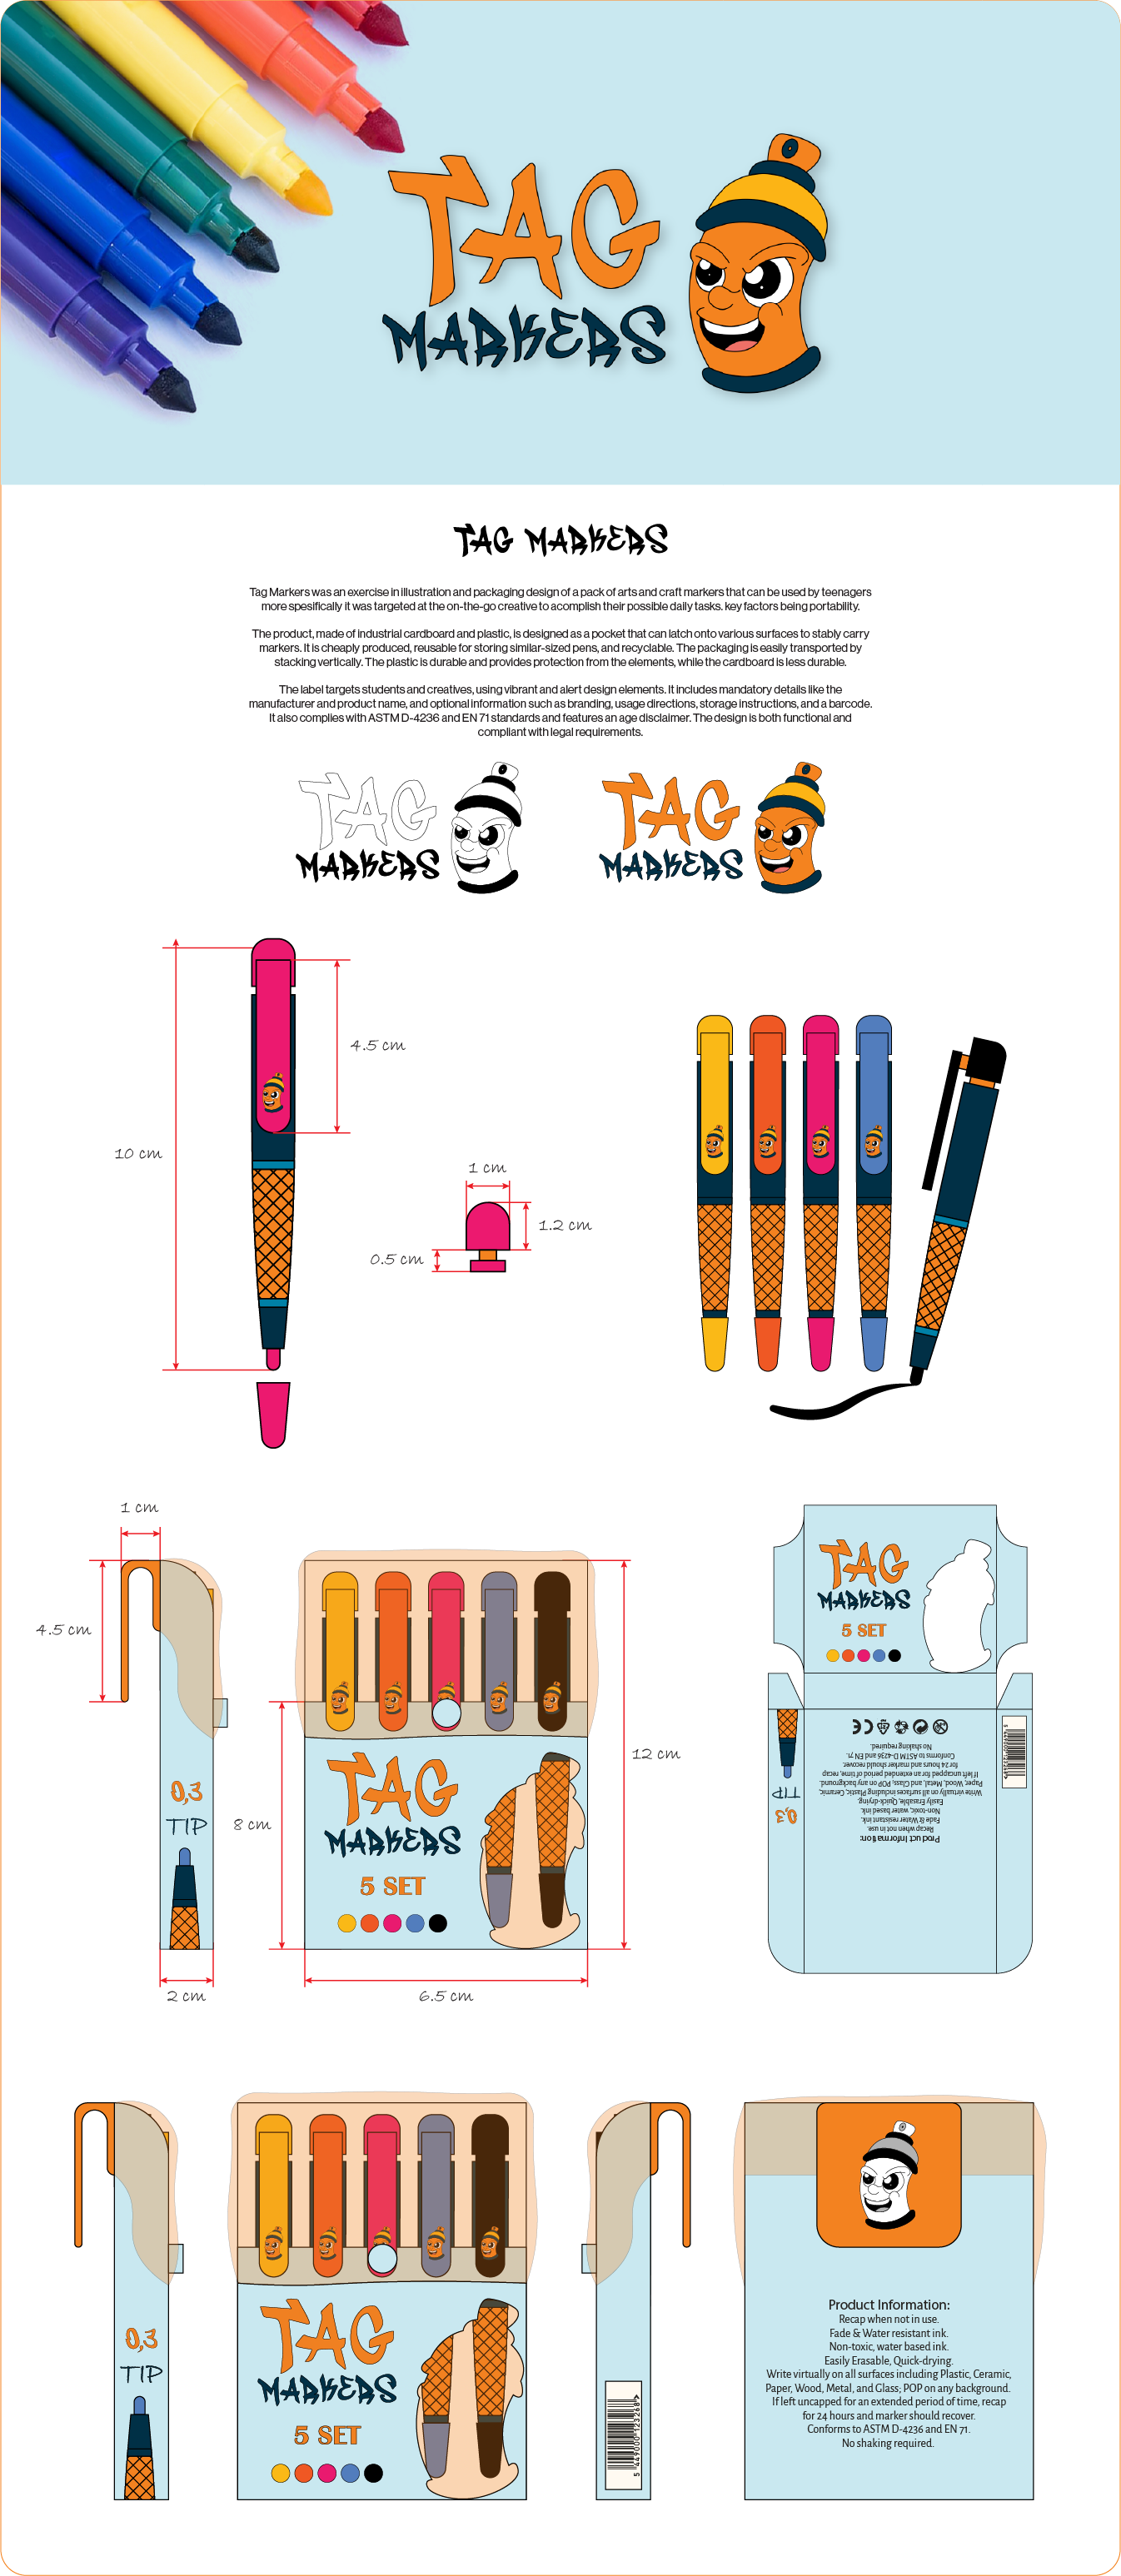 TAG
MARKERS
TAG MARKERS
Tag Markers was an exercise in illustration and packaging design of a pack of arts and craft markers that can be used by teenagers
more spesifically it was targeted at the on-the-go creative to acomplish their possible daily tasks. key factors being portability.
The product, made of industrial cardboard and plastic, is designed as a pocket that can latch onto various surfaces to stably carry
markers. It is cheaply produced, reusable for storing similar-sized pens, and recyclable. The packaging is easily transported by
stacking vertically. The plastic is durable and provides protection from the elements, while the cardboard is less durable.
The label targets students and creatives, using vibrant and alert design elements. It includes mandatory details like the
manufacturer and product name, and optional information such as branding, usage directions, storage instructions, and a barcode.
It also complies with ASTM D-4236 and EN 71 standards and features an age disclaimer. The design is both functional and
compliant with legal requirements.
TAG
MARKERS
TAG
MARKERS
4.5 cm
10 cm
1 cm
1.2 cm
0.5 cm
1 cm
4.5 cm
0,3
TIP
2 cm
8 cm
12 cm
6.5 cm
TAG
MARKERS
5 SET
TAG
MARKERS
5 SET
Product Information:
Recap when not in use.
Fade & Water resistant ink.
Non-toxic, water based ink.
Easily Erasable, Quick-drying.
Write virtually on all surfaces including Plastic, Ceramic,
Paper, Wood, Metal, and Glass; POP on any background.
If left uncapped for an extended period of time, recap
for 24 hours and marker should recover.
Conforms to ASTM D-4236 and EN 71.
No shaking required.
CE
0,3
TIP
0,3
TIP
TAG
MARKERS
5 SET
5 449000 123268
Product Information:
Recap when not in use.
Fade & Water resistant ink.
Non-toxic, water based ink.
Easily Erasable, Quick-drying.
Write virtually on all surfaces including Plastic, Ceramic,
Paper, Wood, Metal, and Glass; POP on any background.
If left uncapped for an extended period of time, recap
for 24 hours and marker should recover.
Conforms to ASTM D-4236 and EN 71.
No shaking required.